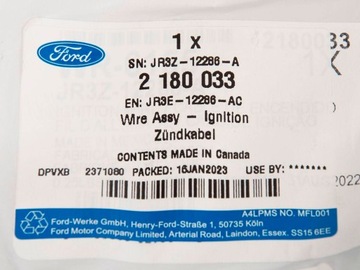 Ford
1 x
SN: JR3Z-12286-A
2 180 033
EN: JR3E-12286-AC
Wire Assy - Ignition
Zündkabel
CONTENTS MADE IN Canada
DPVXB 2371080 PACKED: 16JAN2023 USE BY: *******
A4LPMS NO. MFL001
Ford-Werke GmbH, Henry-Ford-Straße 1, 50735 Köln
Ford Motor Company Limited, Arterial Road, Laindon, Essex. SS15 6EE